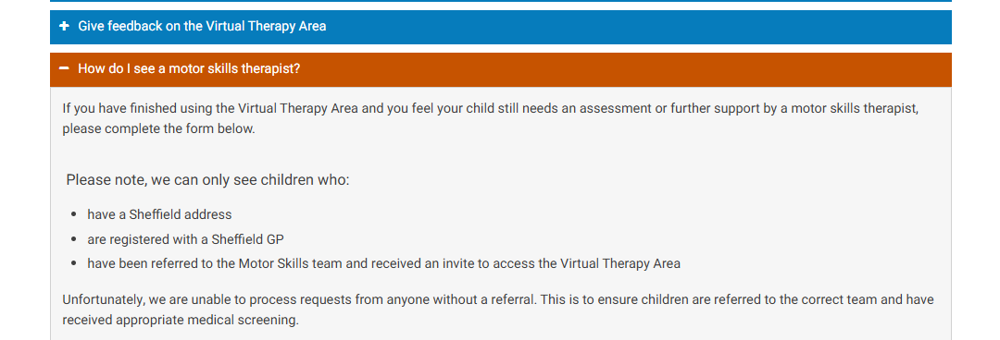 Give feedback on the Virtual Therapy Area
How do I see a motor skills therapist?
If you have finished using the Virtual Therapy Area and you feel your child still needs an assessment or further support by a motor skills therapist,
please complete the form below.
Please note, we can only see children who:
• have a Sheffield address
• are registered with a Sheffield GP
• have been referred to the Motor Skills team and received an invite to access the Virtual Therapy Area
Unfortunately, we are unable to process requests from anyone without a referral. This is to ensure children are referred to the correct team and have
received appropriate medical screening.